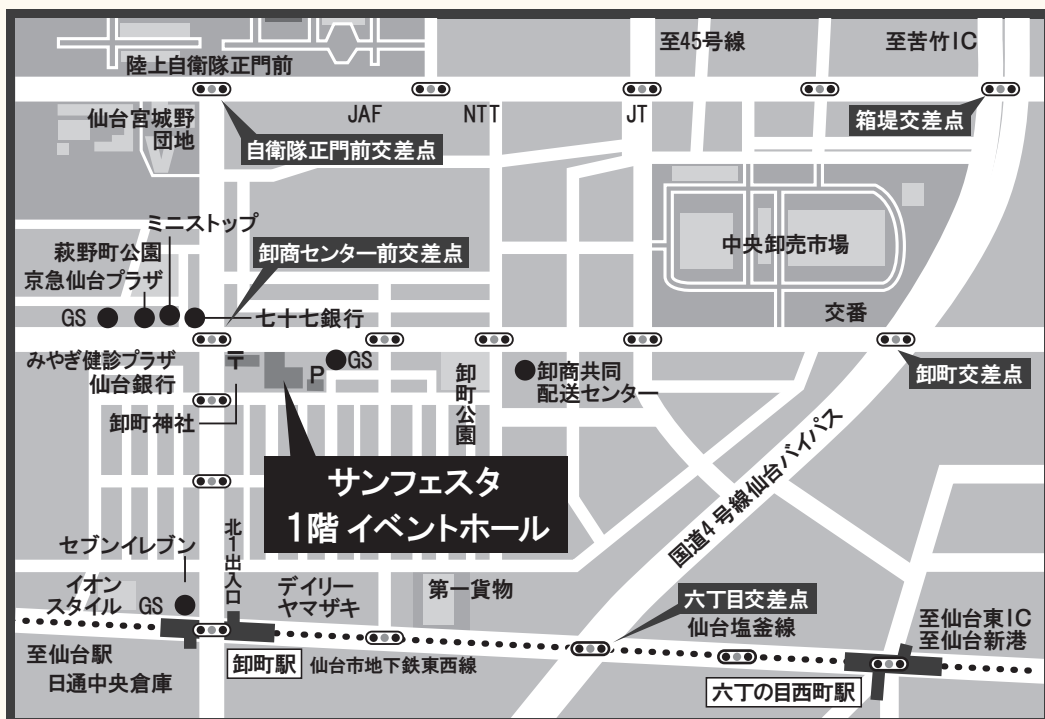 至45号線
至苦竹IC
陸上自衛隊正門前
仙台宮城野
団地
JAF
NTT
JT
箱堤交差点
自衛隊正門前交差点
ミニストップ
萩野町公園
京急仙台プラザ
卸商センター前交差点
中央卸売市場
GS
七十七銀行
交番
みやぎ健診プラザ
仙台銀行
〒
P
GS
卸町公園
卸商共同
配送センター
卸町交差点
卸町神社
サンフェスタ
1階 イベントホール
国道4号線仙台バイパス
セブンイレブン
北1出入口
イオン
スタイル
GS
デイリー
ヤマザキ
第一貨物
六丁目交差点
仙台塩釜線
至仙台東IC
至仙台新港
至仙台駅
日通中央倉庫
卸町駅
仙台市地下鉄東西線
六丁の目西町駅